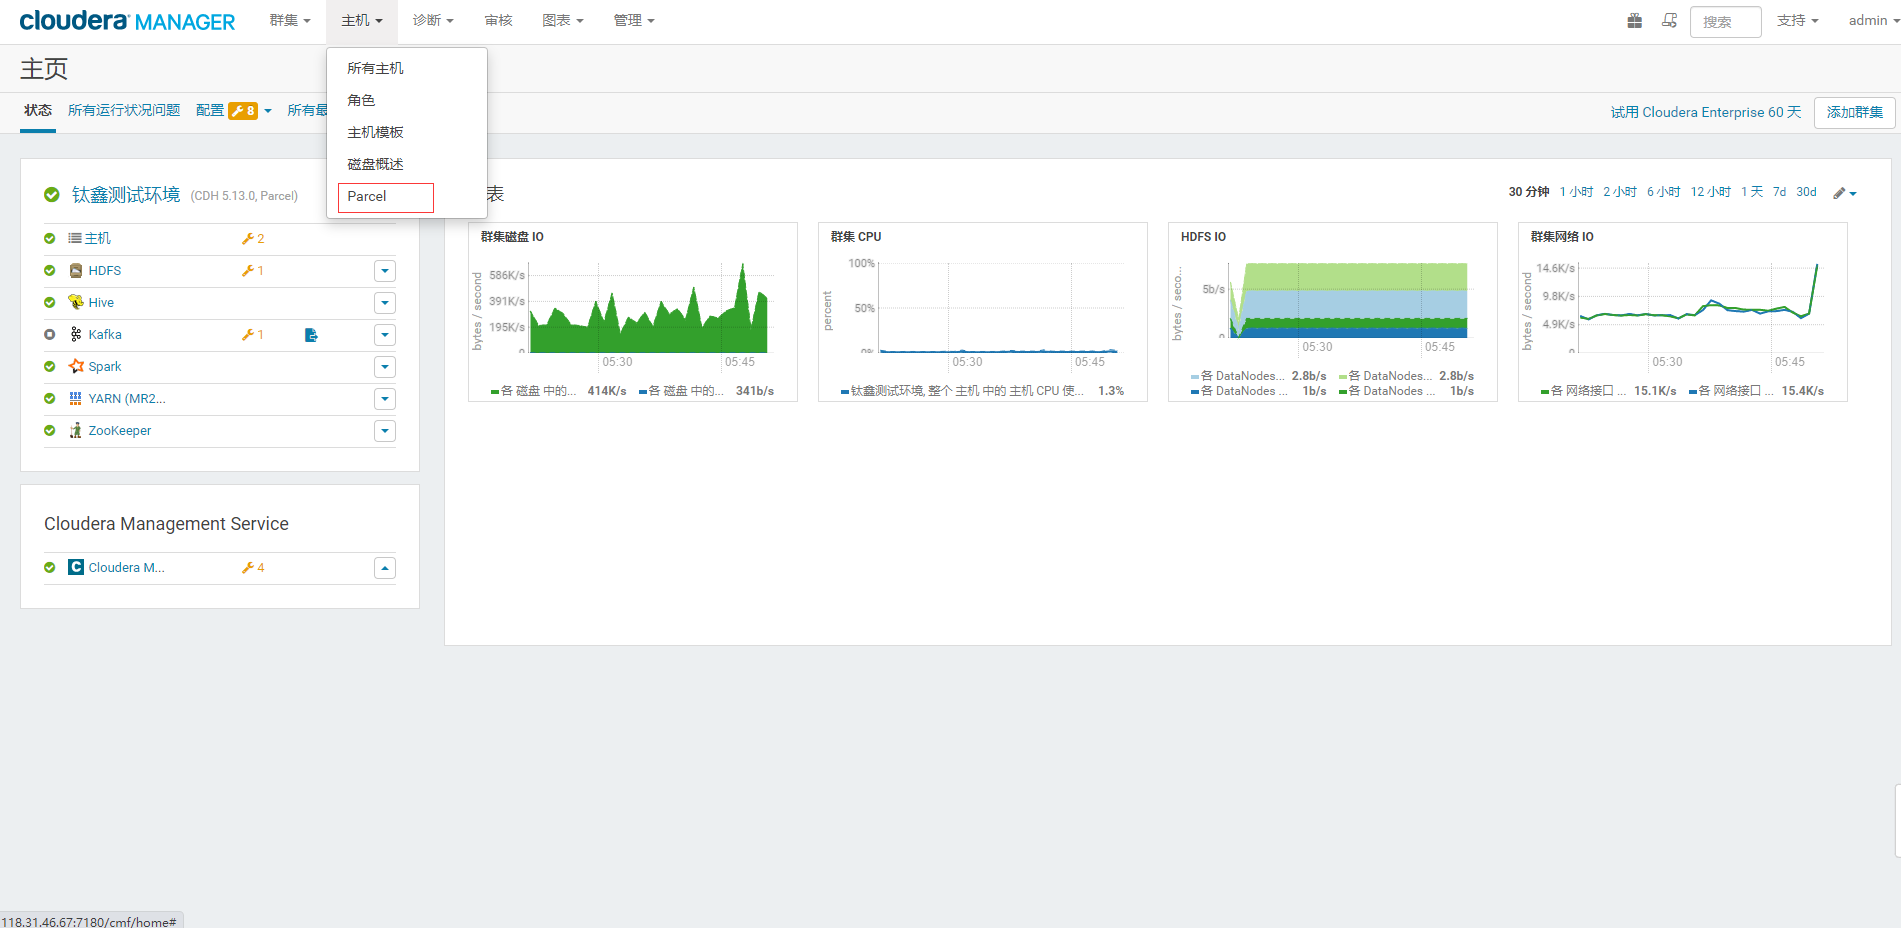 cloudera MANAGER 群集 主机 诊断 审核 图表 管理 搜索 支持 admin
主页
状态 所有运行状况问题 配置 8 所有最
试用 Cloudera Enterprise 60 天 添加群集
所有主机
角色
主机模板
磁盘概述
Parcel
钛鑫测试环境 (CDH 5.13.0, Parcel)
主机 2
HDFS 1
Hive
Kafka 1
Spark
YARN (MR2...
ZooKeeper
Cloudera Management Service
C Cloudera M... 4
表
30 分钟 1 小时 2 小时 6 小时 12 小时 1 天 7d 30d
群集磁盘 IO
bytes / second
586K/s
391K/s
195K/s
0
05:30 05:45
各 磁盘 中的... 414K/s 各 磁盘 中的... 341b/s
群集 CPU
percent
100%
50%
0%
05:30 05:45
钛鑫测试环境, 整个 主机 中的 主机 CPU 使... 1.3%
HDFS IO
bytes / seco...
5b/s
0
05:30 05:45
各 DataNodes... 2.8b/s 各 DataNodes... 2.8b/s
各 DataNodes ... 1b/s 各 DataNodes ... 1b/s
群集网络 IO
bytes / second
14.6K/s
9.8K/s
4.9K/s
0
05:30 05:45
各 网络接口 ... 15.1K/s 各 网络接口 ... 15.4K/s
118.31.46.67:7180/cmf/home#